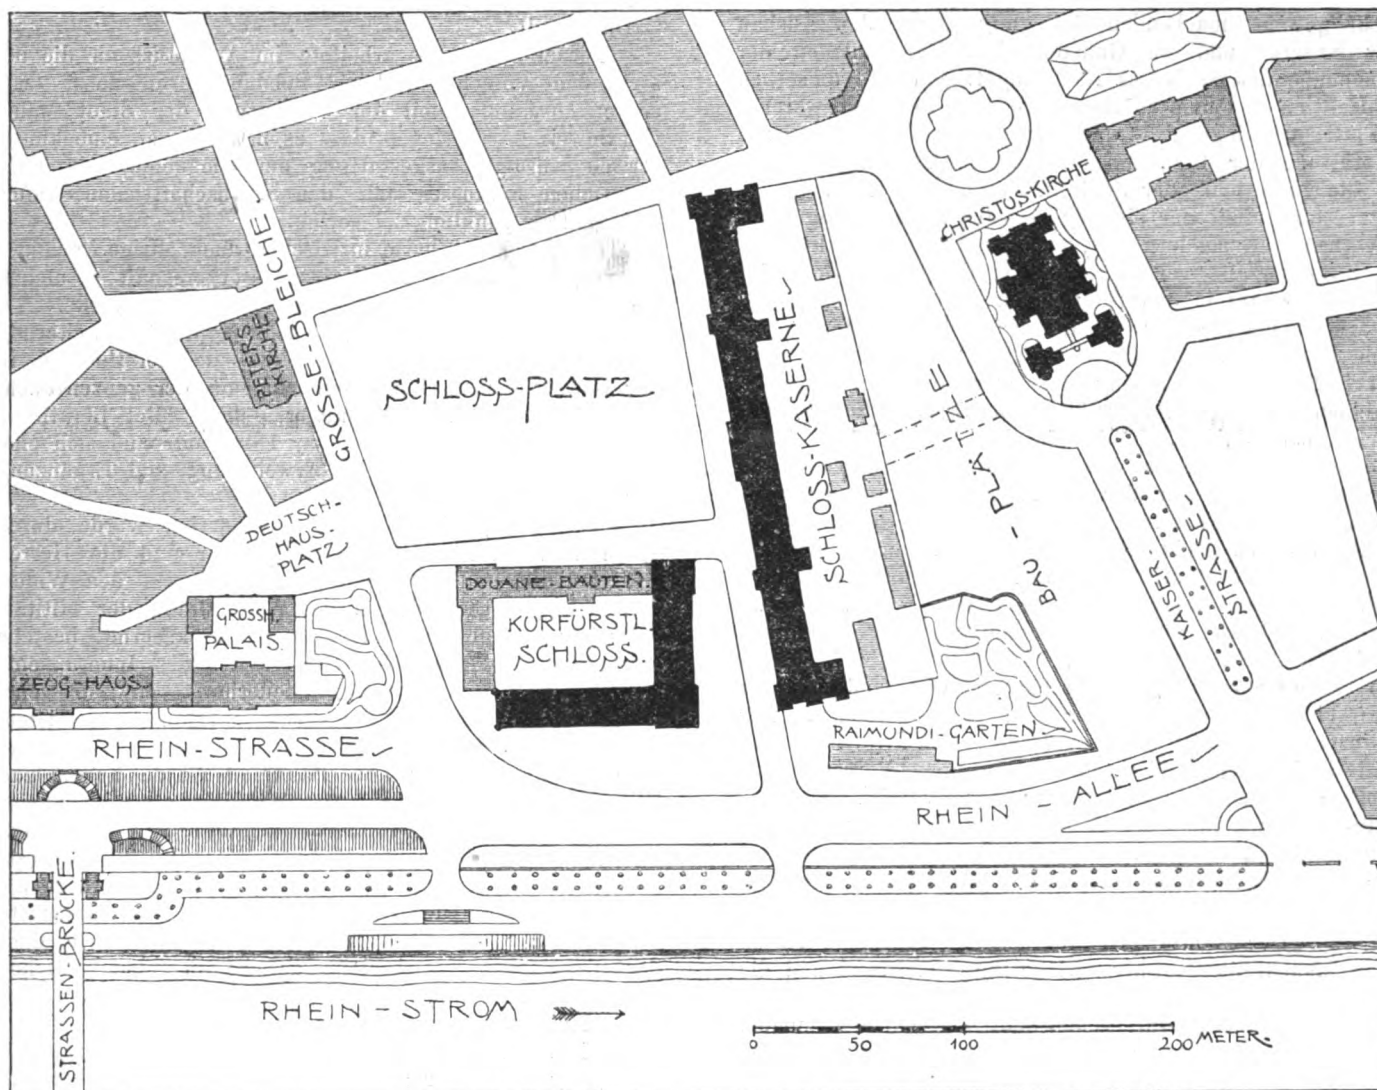 CHRISTUS-KIRCHE
GROSSE-BLEICHE
PETERS
KIRCHE
SCHLOSS-PLATZ
SCHLOSS-KASERNE
BAU-PLÄTZE
KAISER-
STRASSE
DEUTSCH-
HAUS-
PLATZ
DOUANE-BAUTEN.
KURFÜRSTL.
SCHLOSS.
GROSSH.
PALAIS.
ZEUG-HAUS
RAIMUNDI-GARTEN
RHEIN-STRASSE
RHEIN-ALLEE
STRASSEN-BRÜCKE.
RHEIN-STROM
0 50 100 200 METER.